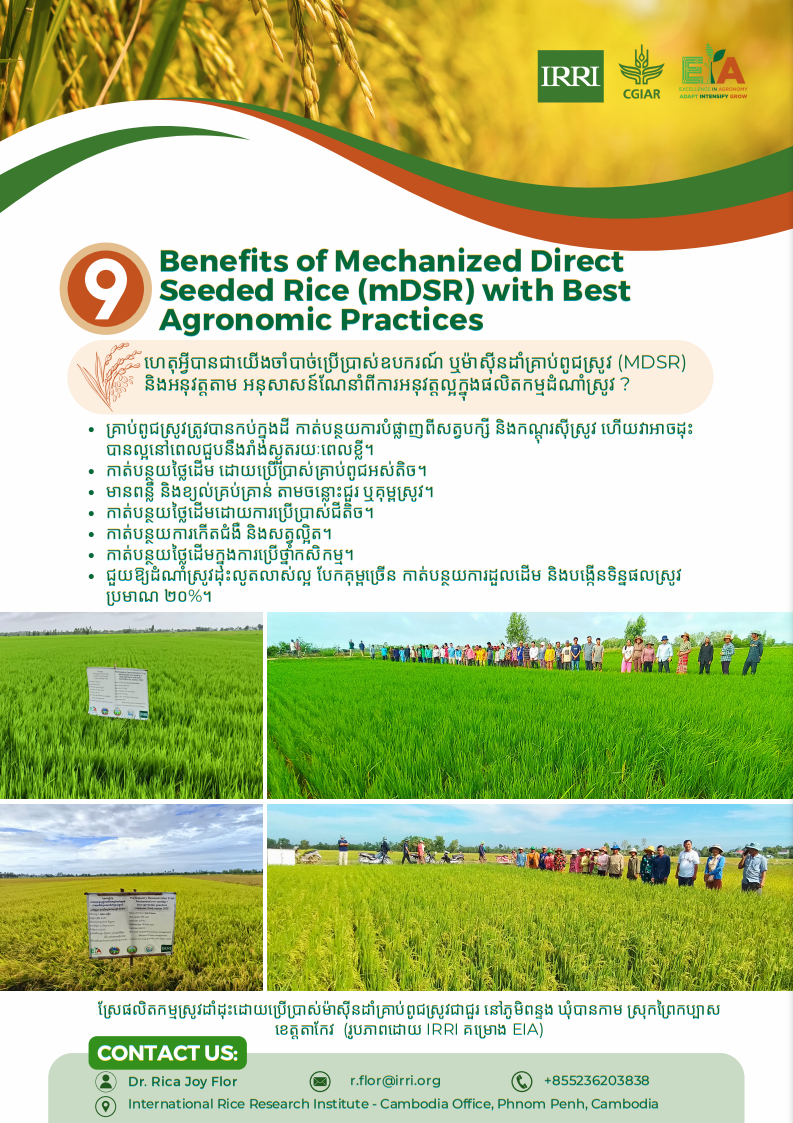 IRRI
CGIAR
EiA
EXCELLENCE IN AGRONOMY
ADAPT INTENSIFY GROW
9
Benefits of Mechanized Direct
Seeded Rice (mDSR) with Best
Agronomic Practices
ហេតុអ្វីបានជាយើងចាំបាច់ប្រើប្រាស់ឧបករណ៍ ឬម៉ាស៊ីនដាំគ្រាប់ពូជស្រូវ (MDSR)
និងអនុវត្តតាម អនុសាសន៍ណែនាំពីការអនុវត្តល្អក្នុងផលិតកម្មដំណាំស្រូវ ?
• គ្រាប់ពូជស្រូវត្រូវបានកប់ក្នុងដី កាត់បន្ថយការបំផ្លាញពីសត្វបក្សី និងកណ្តុរស៊ីស្រូវ ហើយវាអាចដុះ
បានល្អនៅពេលជួបនឹងរាំងស្ងួតរយៈពេលខ្លី។
• កាត់បន្ថយថ្លៃដើម ដោយប្រើប្រាស់គ្រាប់ពូជអស់តិច។
• មានពន្លឺ និងខ្យល់គ្រប់គ្រាន់ តាមចន្លោះជួរ ឬគុម្ពស្រូវ។
• កាត់បន្ថយថ្លៃដើមដោយការប្រើប្រាស់ជីតិច។
• កាត់បន្ថយការកើតជំងឺ និងសត្វល្អិត។
• កាត់បន្ថយថ្លៃដើមក្នុងការប្រើថ្នាំកសិកម្ម។
• ជួយឱ្យដំណាំស្រូវដុះលូតលាស់ល្អ បែកគុម្ពច្រើន កាត់បន្ថយការដួលដើម និងបង្កើនទិន្នផលស្រូវ
ប្រមាណ ២០%។
ស្រែផលិតកម្មស្រូវដាំដុះដោយប្រើប្រាស់ម៉ាស៊ីនដាំគ្រាប់ពូជស្រូវជាជួរ នៅភូមិពន្លង ឃុំបានកាម ស្រុកព្រៃកប្បាស
ខេត្តតាកែវ (រូបភាពដោយ IRRI គម្រោង EIA)
CONTACT US:
Dr. Rica Joy Flor
r.flor@irri.org
+855236203838
International Rice Research Institute - Cambodia Office, Phnom Penh, Cambodia